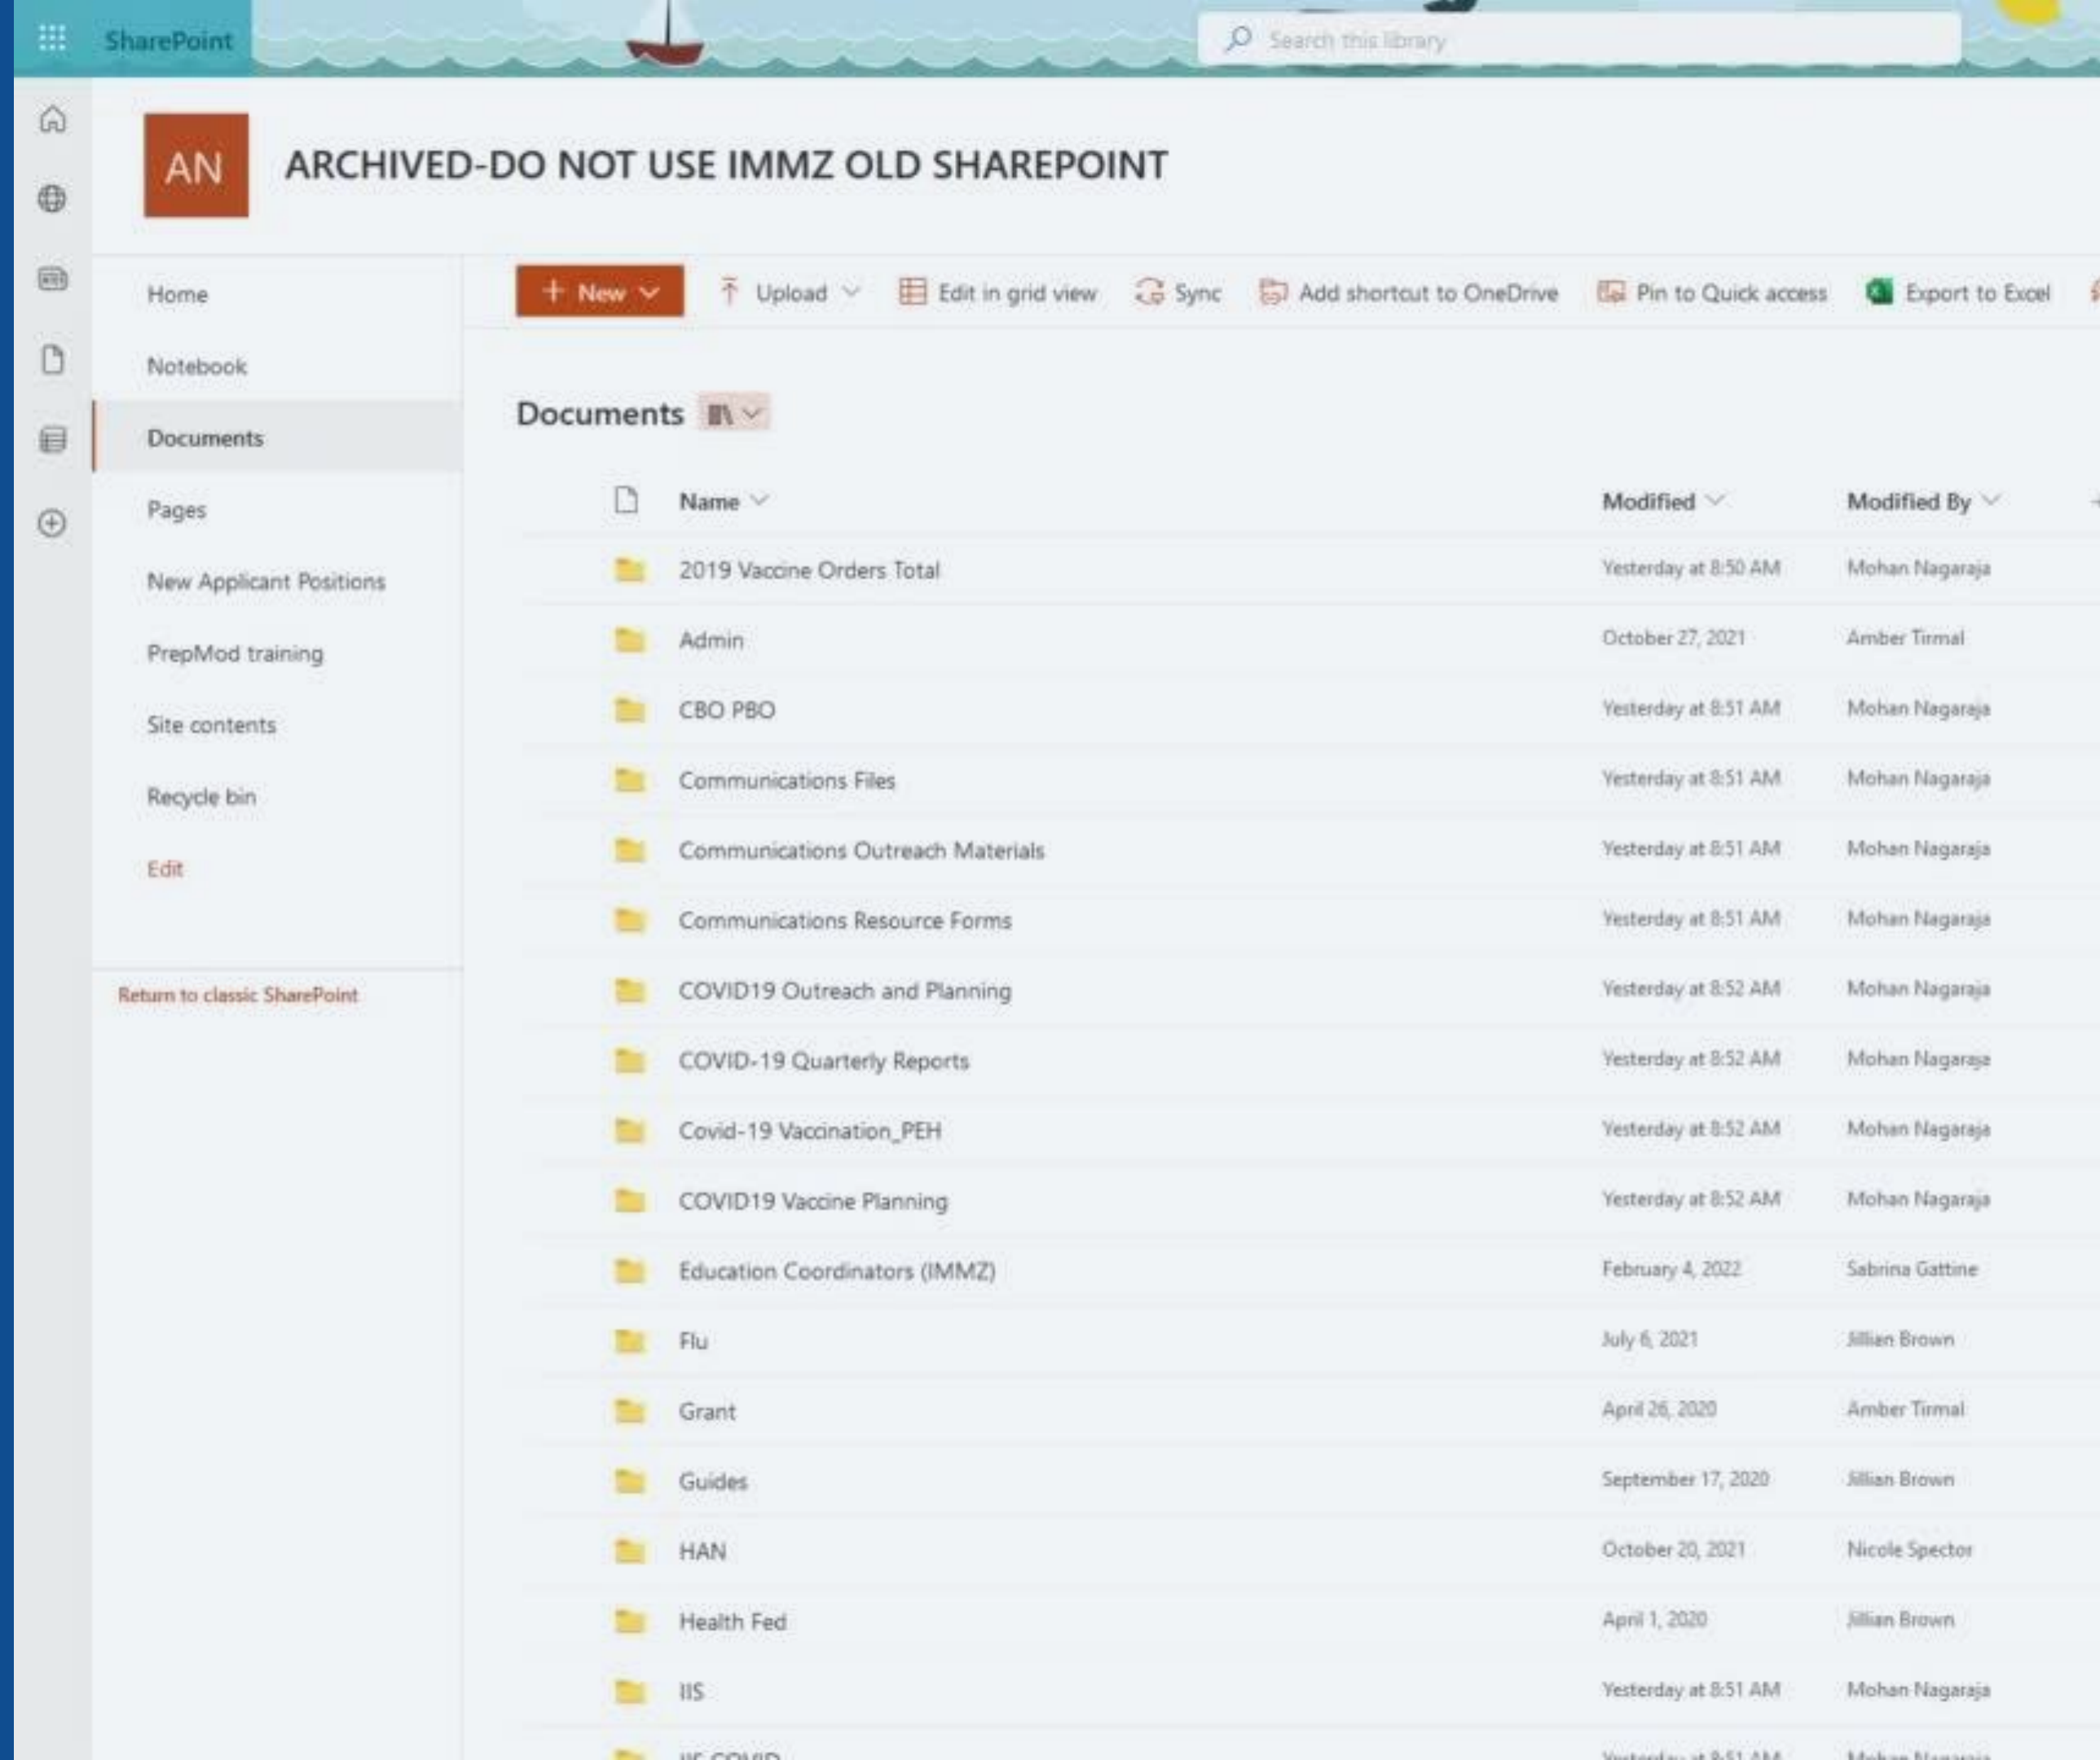 SharePoint
Search this library
AN
ARCHIVED-DO NOT USE IMMZ OLD SHAREPOINT
Home
Notebook
Documents
Pages
New Applicant Positions
PrepMod training
Site contents
Recycle bin
Edit
Return to classic SharePoint
+ New Upload Edit in grid view Sync Add shortcut to OneDrive Pin to Quick access Export to Excel
Documents
Name Modified Modified By
2019 Vaccine Orders Total Yesterday at 8:50 AM Mohan Nagaraja
Admin October 27, 2021 Amber Tirmal
CBO PBO Yesterday at 8:51 AM Mohan Nagaraja
Communications Files Yesterday at 8:51 AM Mohan Nagaraja
Communications Outreach Materials Yesterday at 8:51 AM Mohan Nagaraja
Communications Resource Forms Yesterday at 8:51 AM Mohan Nagaraja
COVID19 Outreach and Planning Yesterday at 8:52 AM Mohan Nagaraja
COVID-19 Quarterly Reports Yesterday at 8:52 AM Mohan Nagaraja
Covid-19 Vaccination_PEH Yesterday at 8:52 AM Mohan Nagaraja
COVID19 Vaccine Planning Yesterday at 8:52 AM Mohan Nagaraja
Education Coordinators (IMMZ) February 4, 2022 Sabrina Gattine
Flu July 6, 2021 Jillian Brown
Grant April 26, 2020 Amber Tirmal
Guides September 17, 2020 Jillian Brown
HAN October 20, 2021 Nicole Spector
Health Fed April 1, 2020 Jillian Brown
IIS Yesterday at 8:51 AM Mohan Nagaraja
IIS COVID Yesterday at 8:51 AM Mohan Nagaraja